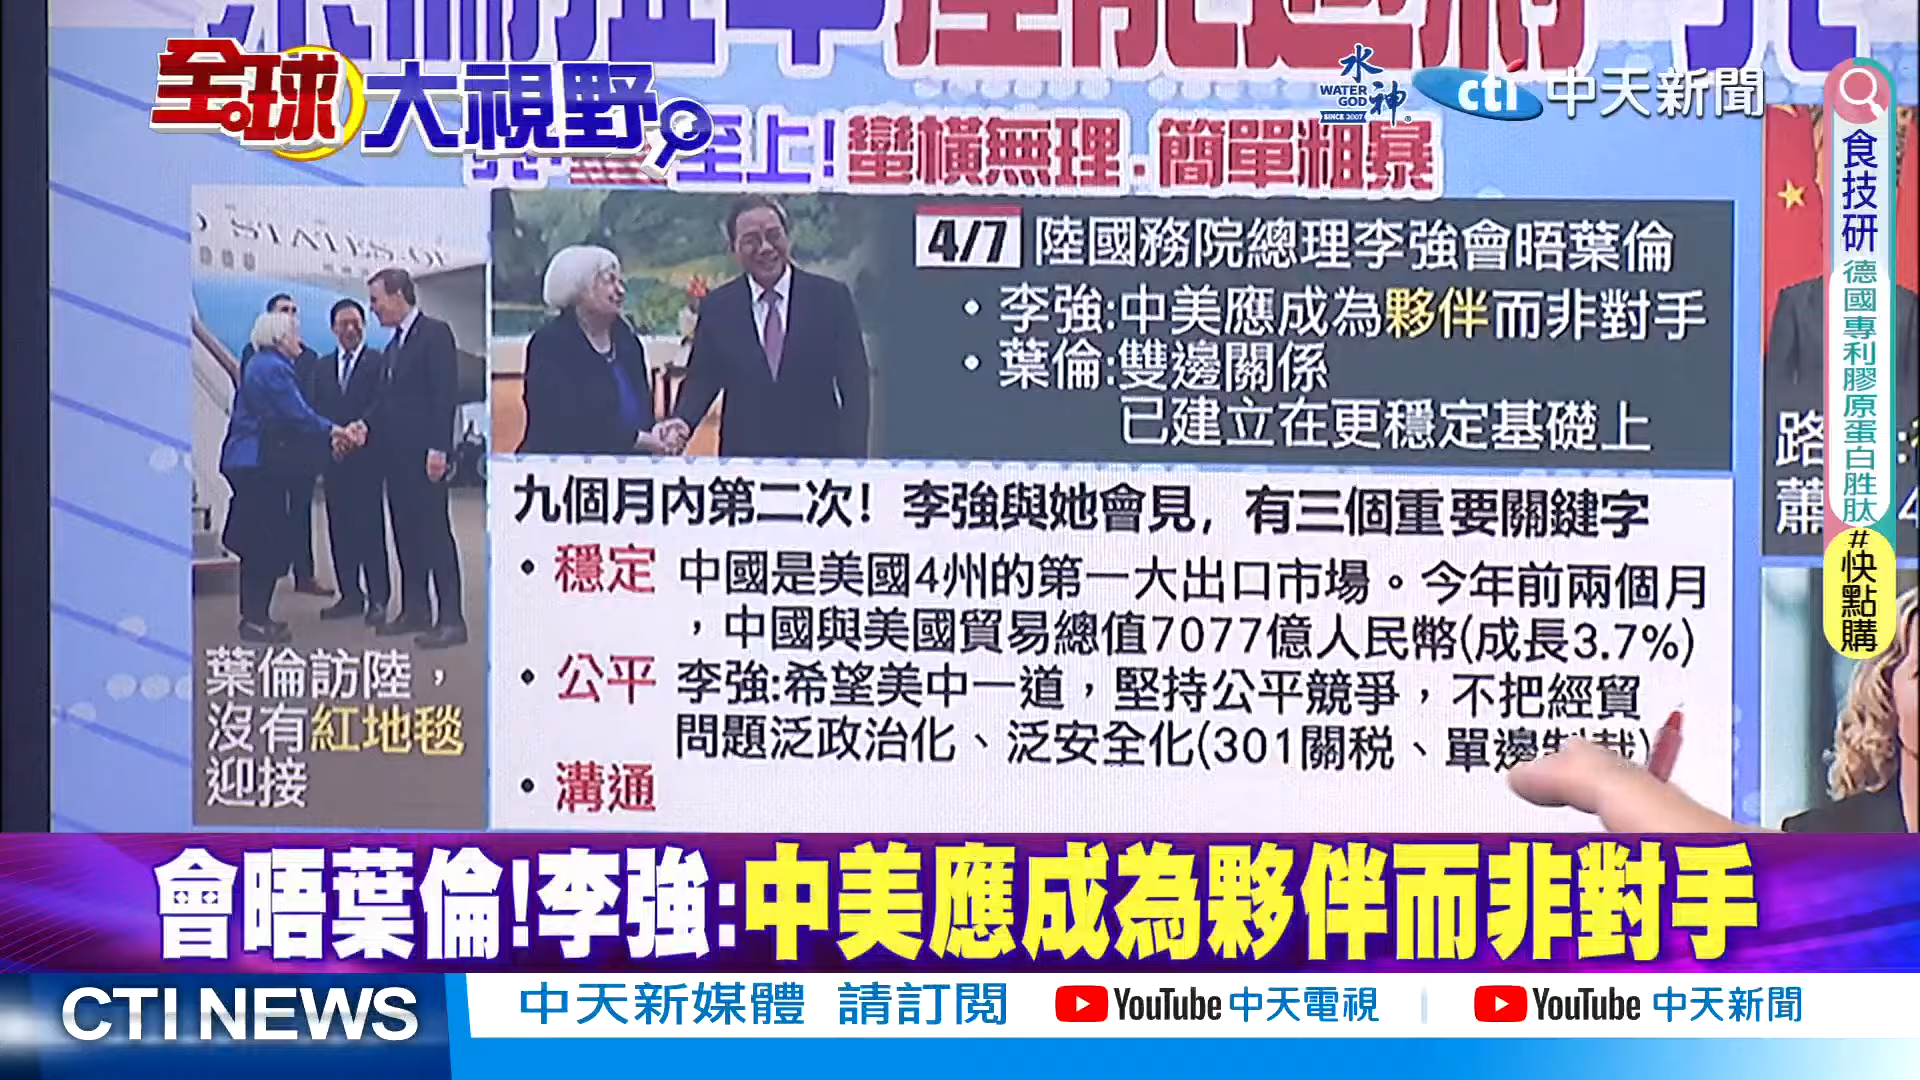 全球大視野
水神
WATER GOD
SINCE 2007
cti 中天新聞
至上!蠻橫無理.簡單粗暴
4/7 陸國務院總理李強會晤葉倫
• 李強:中美應成為夥伴而非對手
• 葉倫:雙邊關係
已建立在更穩定基礎上
葉倫訪陸,
沒有紅地毯
迎接
九個月內第二次! 李強與她會見, 有三個重要關鍵字
• 穩定 中國是美國4州的第一大出口市場。今年前兩個月
,中國與美國貿易總值7077億人民幣(成長3.7%)
• 公平 李強:希望美中一道,堅持公平競爭,不把經貿
問題泛政治化、泛安全化(301關稅、單邊制裁)
• 溝通
路
蕭
食技研 德國專利膠原蛋白胜肽 #快點購
會晤葉倫!李強:中美應成為夥伴而非對手
CTI NEWS
中天新媒體 請訂閱 YouTube 中天電視 | YouTube 中天新聞